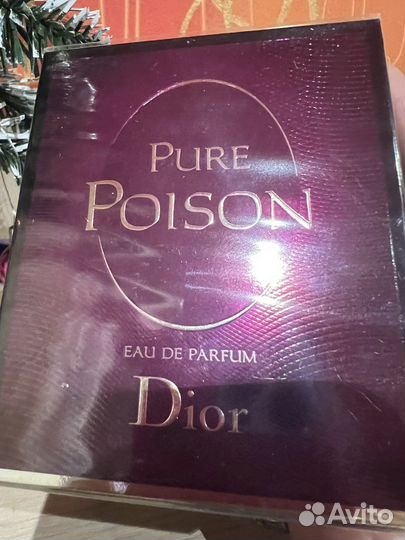 PURE
POISON
EAU DE PARFUM
Dior
Avito